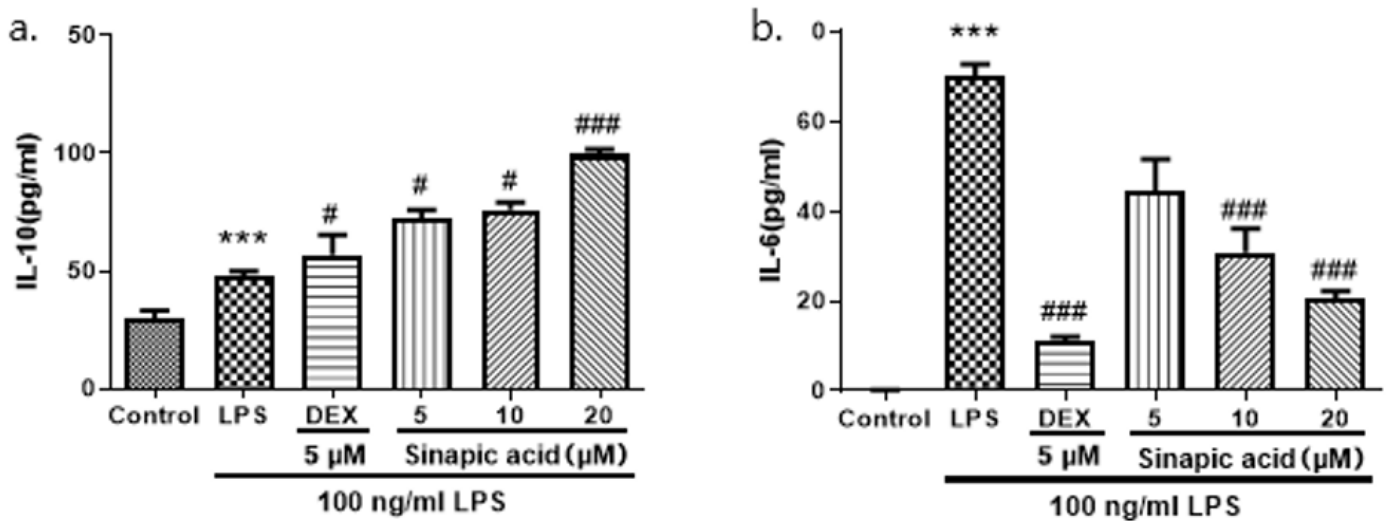 a.
IL-10(pg/ml)
50
100
50
0
***
#
#
#
###
Control LPS DEX 5 10 20
5 μM Sinapic acid (μM)
100 ng/ml LPS
b.
IL-6(pg/ml)
0
60
40
20
0
***
###
###
###
Control LPS DEX 5 10 20
5 μM Sinapic acid (μM)
100 ng/ml LPS